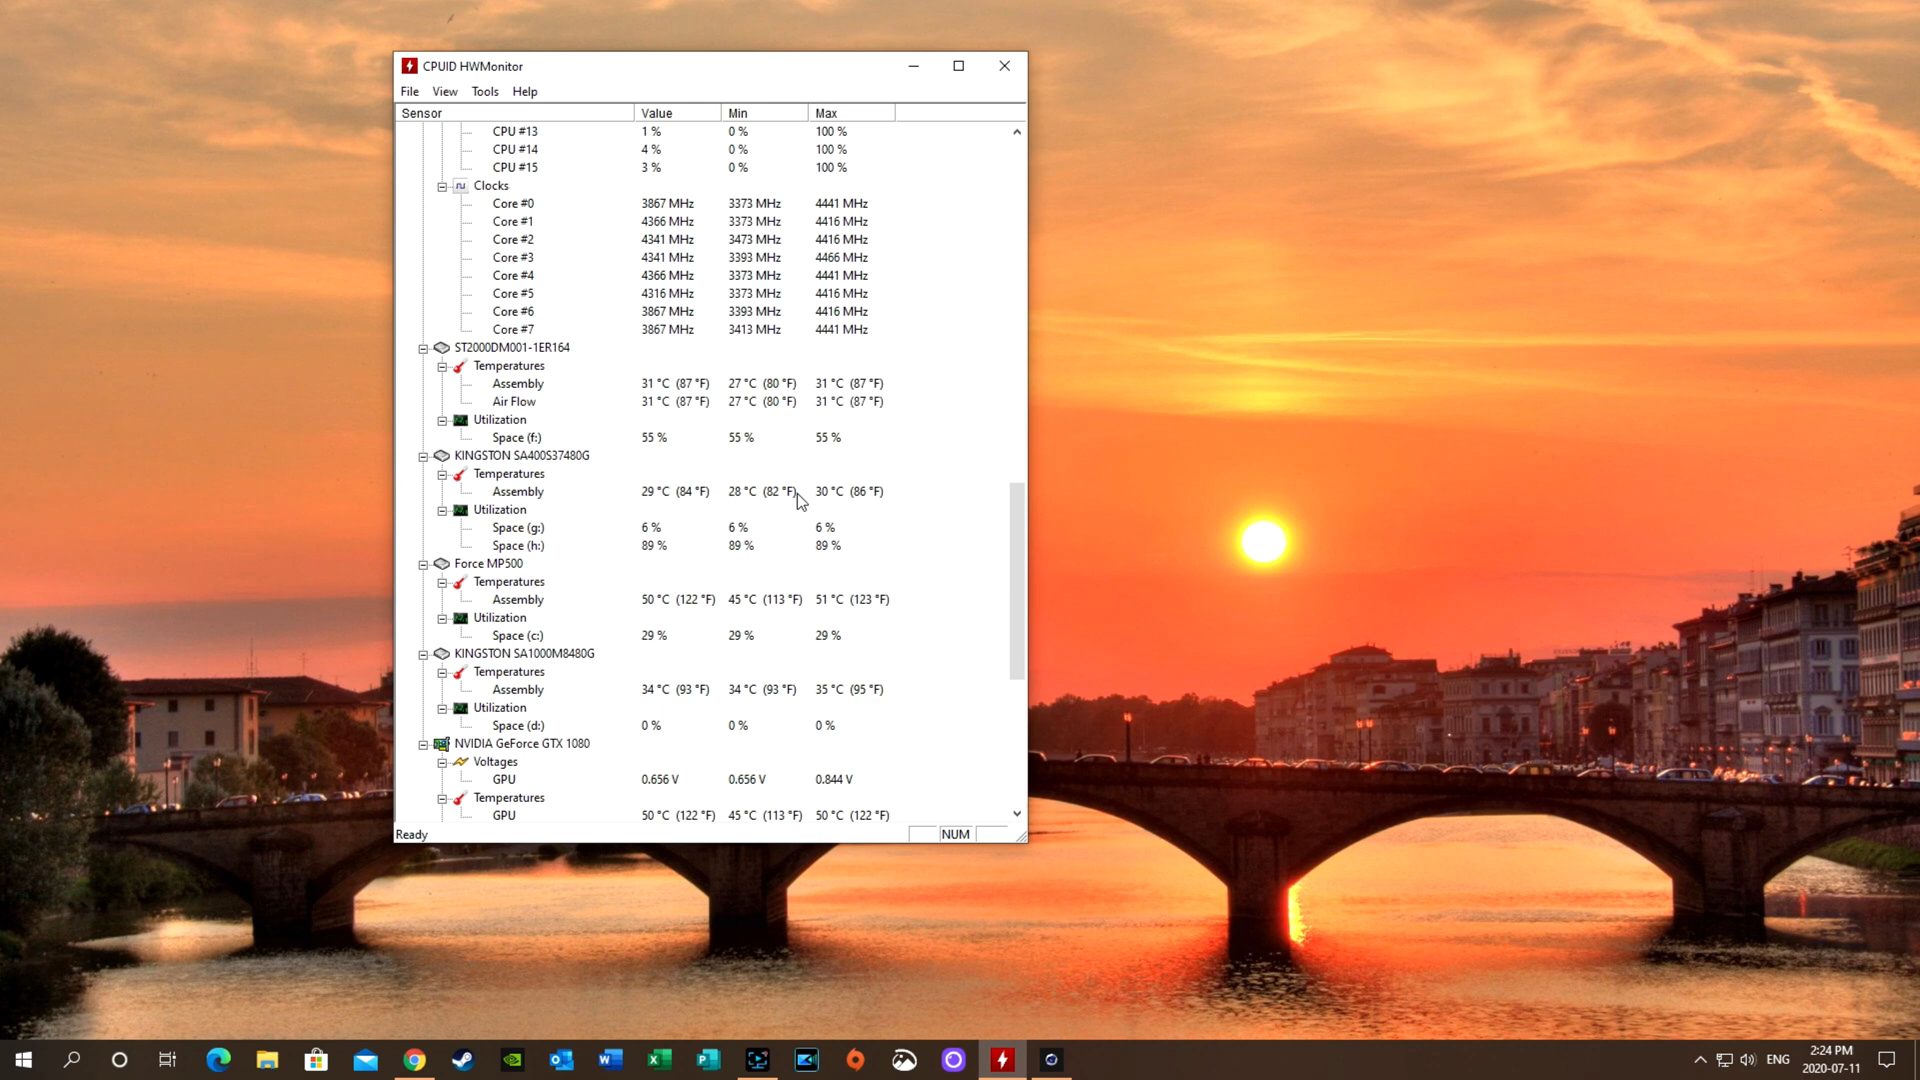 CPUID HWMonitor
File View Tools Help
Sensor Value Min Max
CPU #13 1 % 0 % 100 %
CPU #14 4 % 0 % 100 %
CPU #15 3 % 0 % 100 %
Clocks
Core #0 3867 MHz 3373 MHz 4441 MHz
Core #1 4366 MHz 3373 MHz 4416 MHz
Core #2 4341 MHz 3473 MHz 4416 MHz
Core #3 4341 MHz 3393 MHz 4466 MHz
Core #4 4366 MHz 3373 MHz 4441 MHz
Core #5 4316 MHz 3373 MHz 4416 MHz
Core #6 3867 MHz 3393 MHz 4416 MHz
Core #7 3867 MHz 3413 MHz 4441 MHz
ST2000DM001-1ER164
Temperatures
Assembly 31 °C (87 °F) 27 °C (80 °F) 31 °C (87 °F)
Air Flow 31 °C (87 °F) 27 °C (80 °F) 31 °C (87 °F)
Utilization
Space (f:) 55 % 55 % 55 %
KINGSTON SA400S37480G
Temperatures
Assembly 29 °C (84 °F) 28 °C (82 °F) 30 °C (86 °F)
Utilization
Space (g:) 6 % 6 % 6 %
Space (h:) 89 % 89 % 89 %
Force MP500
Temperatures
Assembly 50 °C (122 °F) 45 °C (113 °F) 51 °C (123 °F)
Utilization
Space (c:) 29 % 29 % 29 %
KINGSTON SA1000M8480G
Temperatures
Assembly 34 °C (93 °F) 34 °C (93 °F) 35 °C (95 °F)
Utilization
Space (d:) 0 % 0 % 0 %
NVIDIA GeForce GTX 1080
Voltages
GPU 0.656 V 0.656 V 0.844 V
Temperatures
GPU 50 °C (122 °F) 45 °C (113 °F) 50 °C (122 °F)
Ready NUM
ENG 2:24 PM
2020-07-11